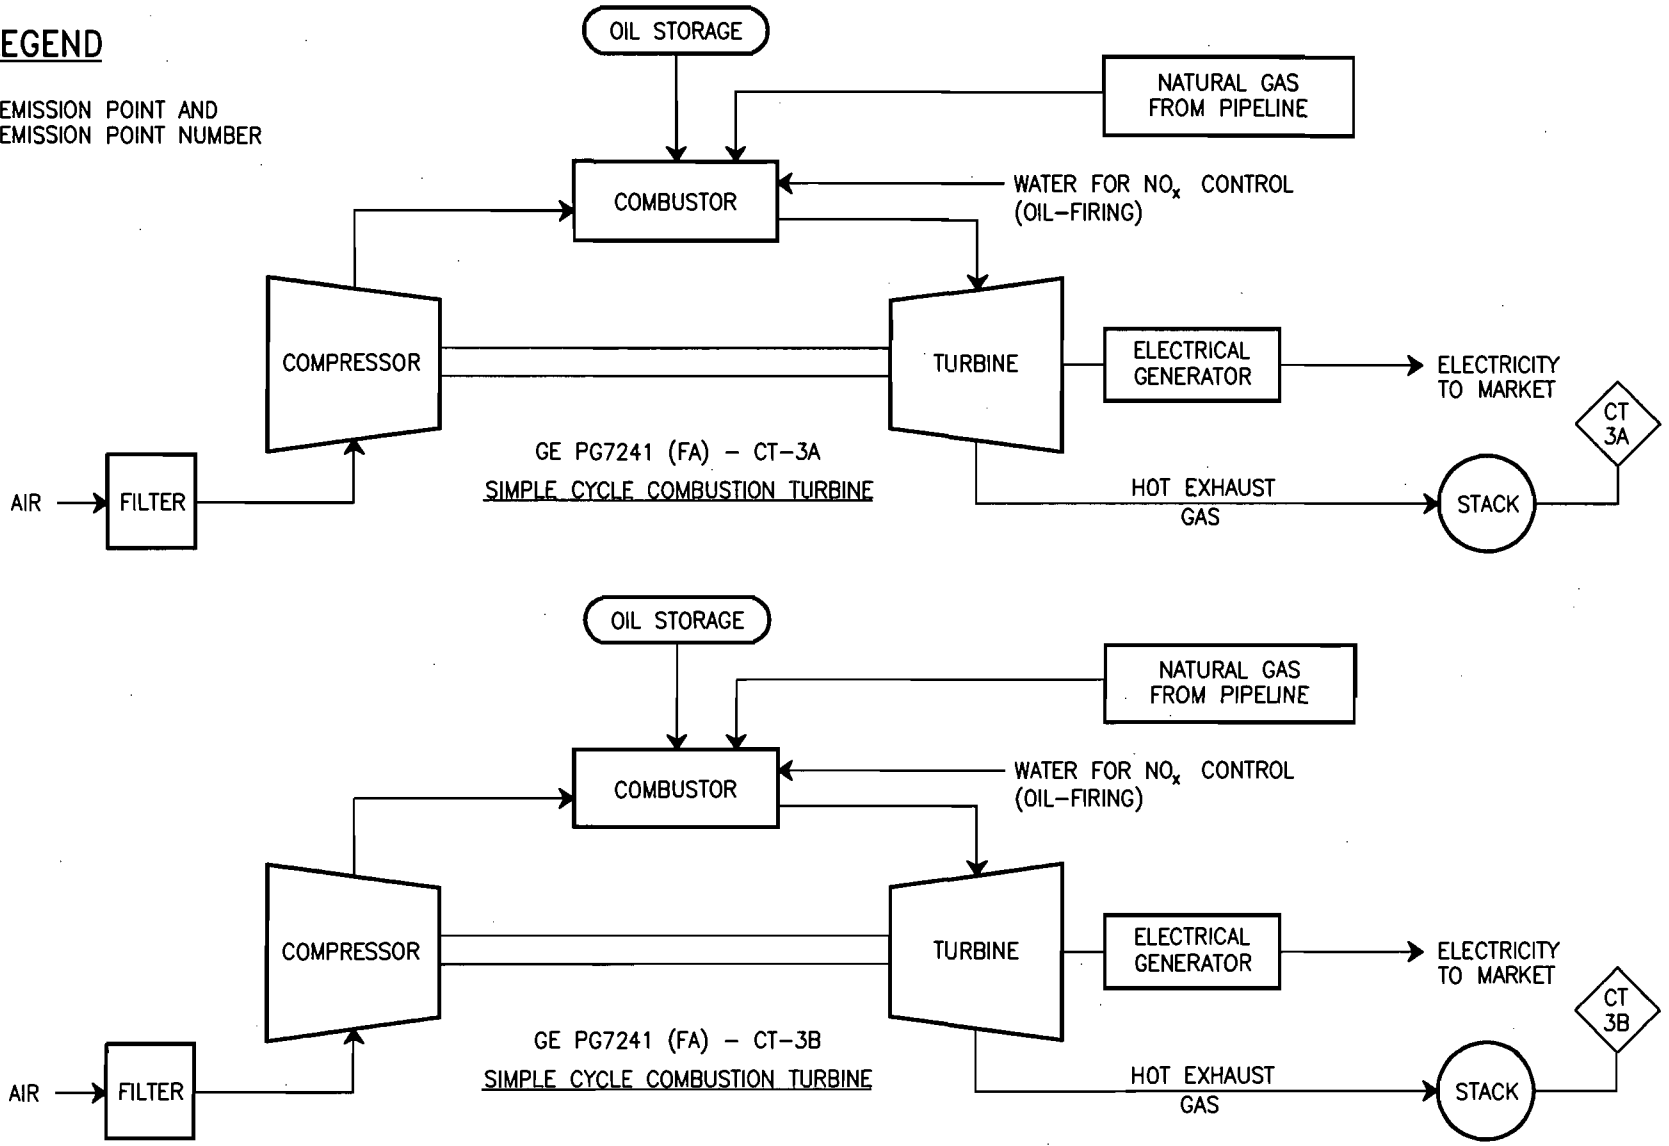 EGEND
EMISSION POINT AND
EMISSION POINT NUMBER
OIL STORAGE
NATURAL GAS
FROM PIPELINE
COMBUSTOR
WATER FOR NOx CONTROL
(OIL-FIRING)
COMPRESSOR
TURBINE
ELECTRICAL
GENERATOR
ELECTRICITY
TO MARKET
CT
3A
GE PG7241 (FA) - CT-3A
SIMPLE CYCLE COMBUSTION TURBINE
AIR
FILTER
HOT EXHAUST
GAS
STACK
OIL STORAGE
NATURAL GAS
FROM PIPELINE
COMBUSTOR
WATER FOR NOx CONTROL
(OIL-FIRING)
COMPRESSOR
TURBINE
ELECTRICAL
GENERATOR
ELECTRICITY
TO MARKET
CT
3B
GE PG7241 (FA) - CT-3B
SIMPLE CYCLE COMBUSTION TURBINE
AIR
FILTER
HOT EXHAUST
GAS
STACK